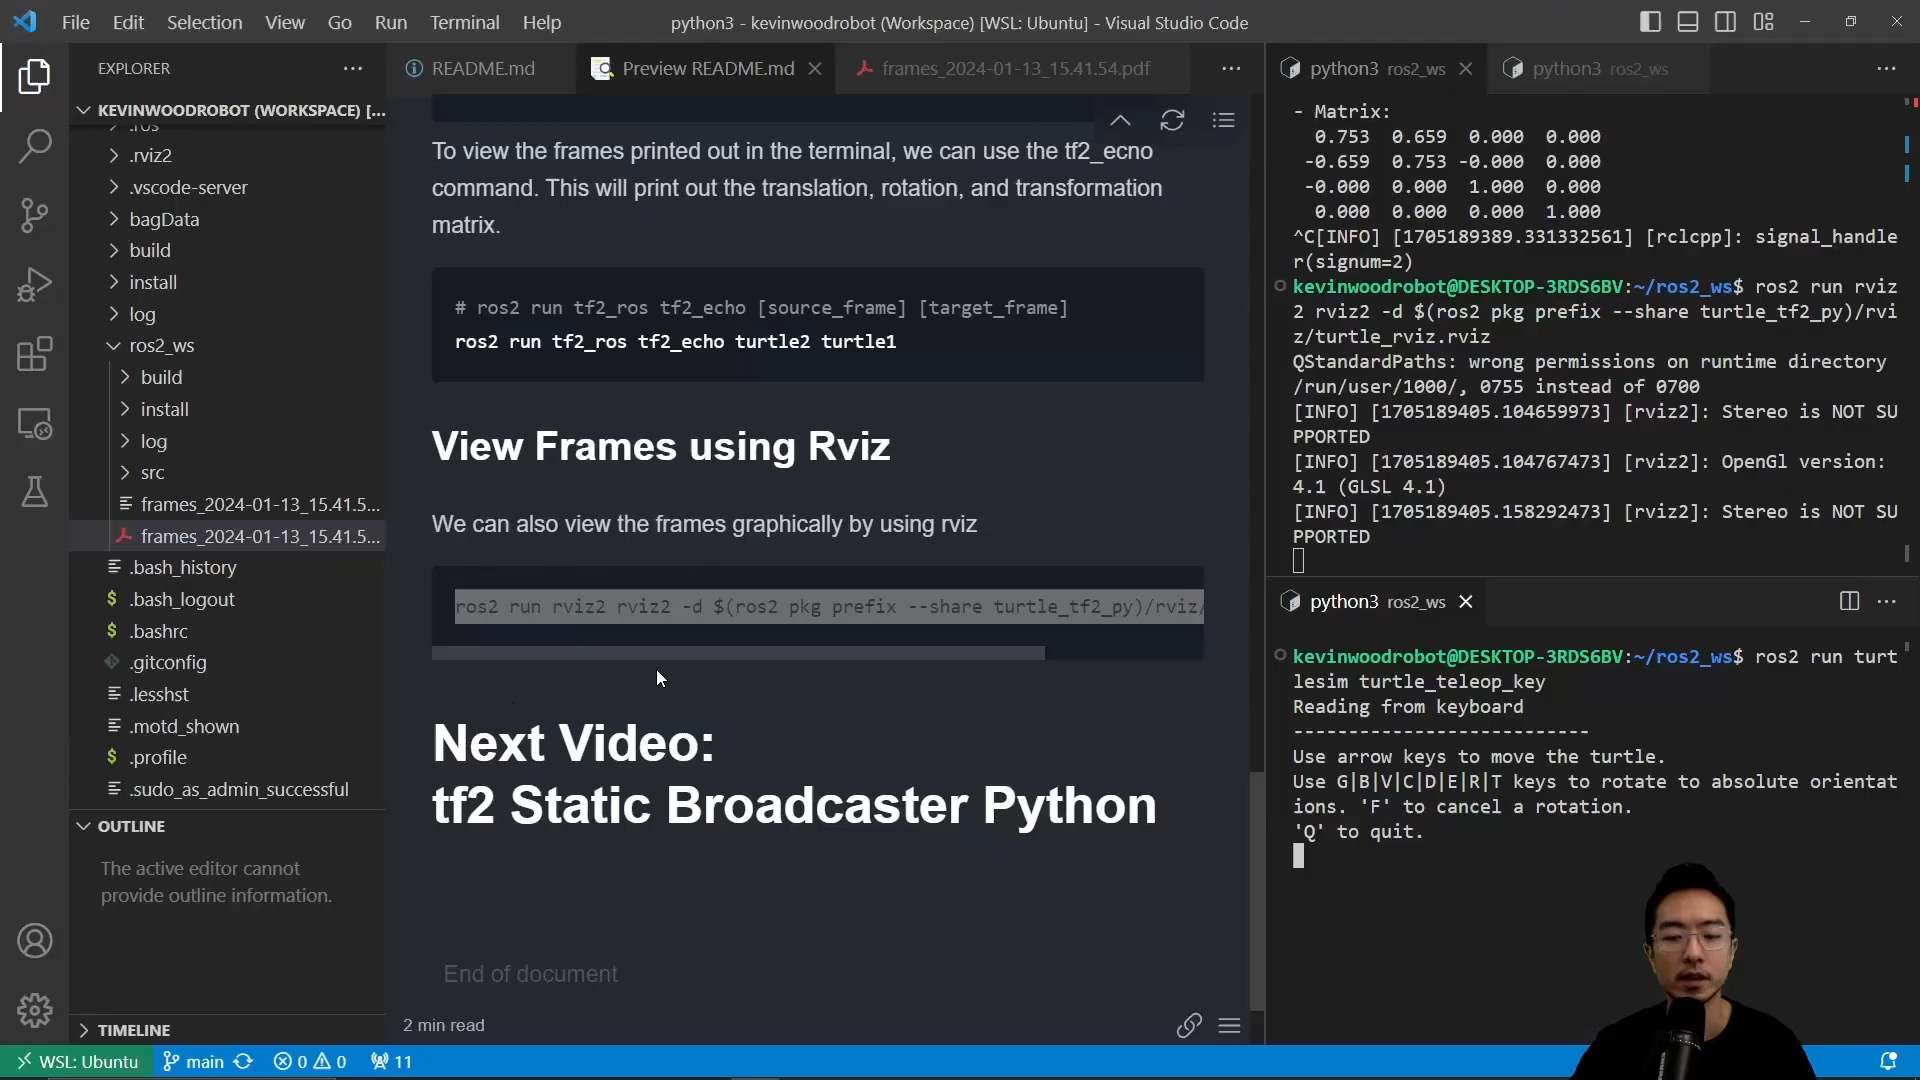 File Edit Selection View Go Run Terminal Help
python3 - kevinwoodrobot (Workspace) [WSL: Ubuntu] - Visual Studio Code
EXPLORER
KEVINWOODROBOT (WORKSPACE) [...
.ros
.rviz2
.vscode-server
bagData
build
install
log
ros2_ws
build
install
log
src
frames_2024-01-13_15.41.5...
frames_2024-01-13_15.41.5...
.bash_history
$ .bash_logout
$ .bashrc
.gitconfig
.lesshst
.motd_shown
$ .profile
.sudo_as_admin_successful
OUTLINE
The active editor cannot
provide outline information.
TIMELINE
README.md
Preview README.md
frames_2024-01-13_15.41.54.pdf
To view the frames printed out in the terminal, we can use the tf2_echo
command. This will print out the translation, rotation, and transformation
matrix.
# ros2 run tf2_ros tf2_echo [source_frame] [target_frame]
ros2 run tf2_ros tf2_echo turtle2 turtle1
View Frames using Rviz
We can also view the frames graphically by using rviz
ros2 run rviz2 rviz2 -d $(ros2 pkg prefix --share turtle_tf2_py)/rviz/
Next Video:
tf2 Static Broadcaster Python
End of document
2 min read
python3 ros2_ws
python3 ros2_ws
- Matrix:
0.753 0.659 0.000 0.000
-0.659 0.753 -0.000 0.000
-0.000 0.000 1.000 0.000
0.000 0.000 0.000 1.000
^C[INFO] [1705189389.331332561] [rclcpp]: signal_handle
r(signum=2)
kevinwoodrobot@DESKTOP-3RDS6BV:~/ros2_ws$ ros2 run rviz
2 rviz2 -d $(ros2 pkg prefix --share turtle_tf2_py)/rvi
z/turtle_rviz.rviz
QStandardPaths: wrong permissions on runtime directory
/run/user/1000/, 0755 instead of 0700
[INFO] [1705189405.104659973] [rviz2]: Stereo is NOT SU
PPORTED
[INFO] [1705189405.104767473] [rviz2]: OpenGl version:
4.1 (GLSL 4.1)
[INFO] [1705189405.158292473] [rviz2]: Stereo is NOT SU
PPORTED
python3 ros2_ws
kevinwoodrobot@DESKTOP-3RDS6BV:~/ros2_ws$ ros2 run turt
lesim turtle_teleop_key
Reading from keyboard
---------------------------
Use arrow keys to move the turtle.
Use G|B|V|C|D|E|R|T keys to rotate to absolute orientat
ions. 'F' to cancel a rotation.
'Q' to quit.
WSL: Ubuntu main 0 0 11